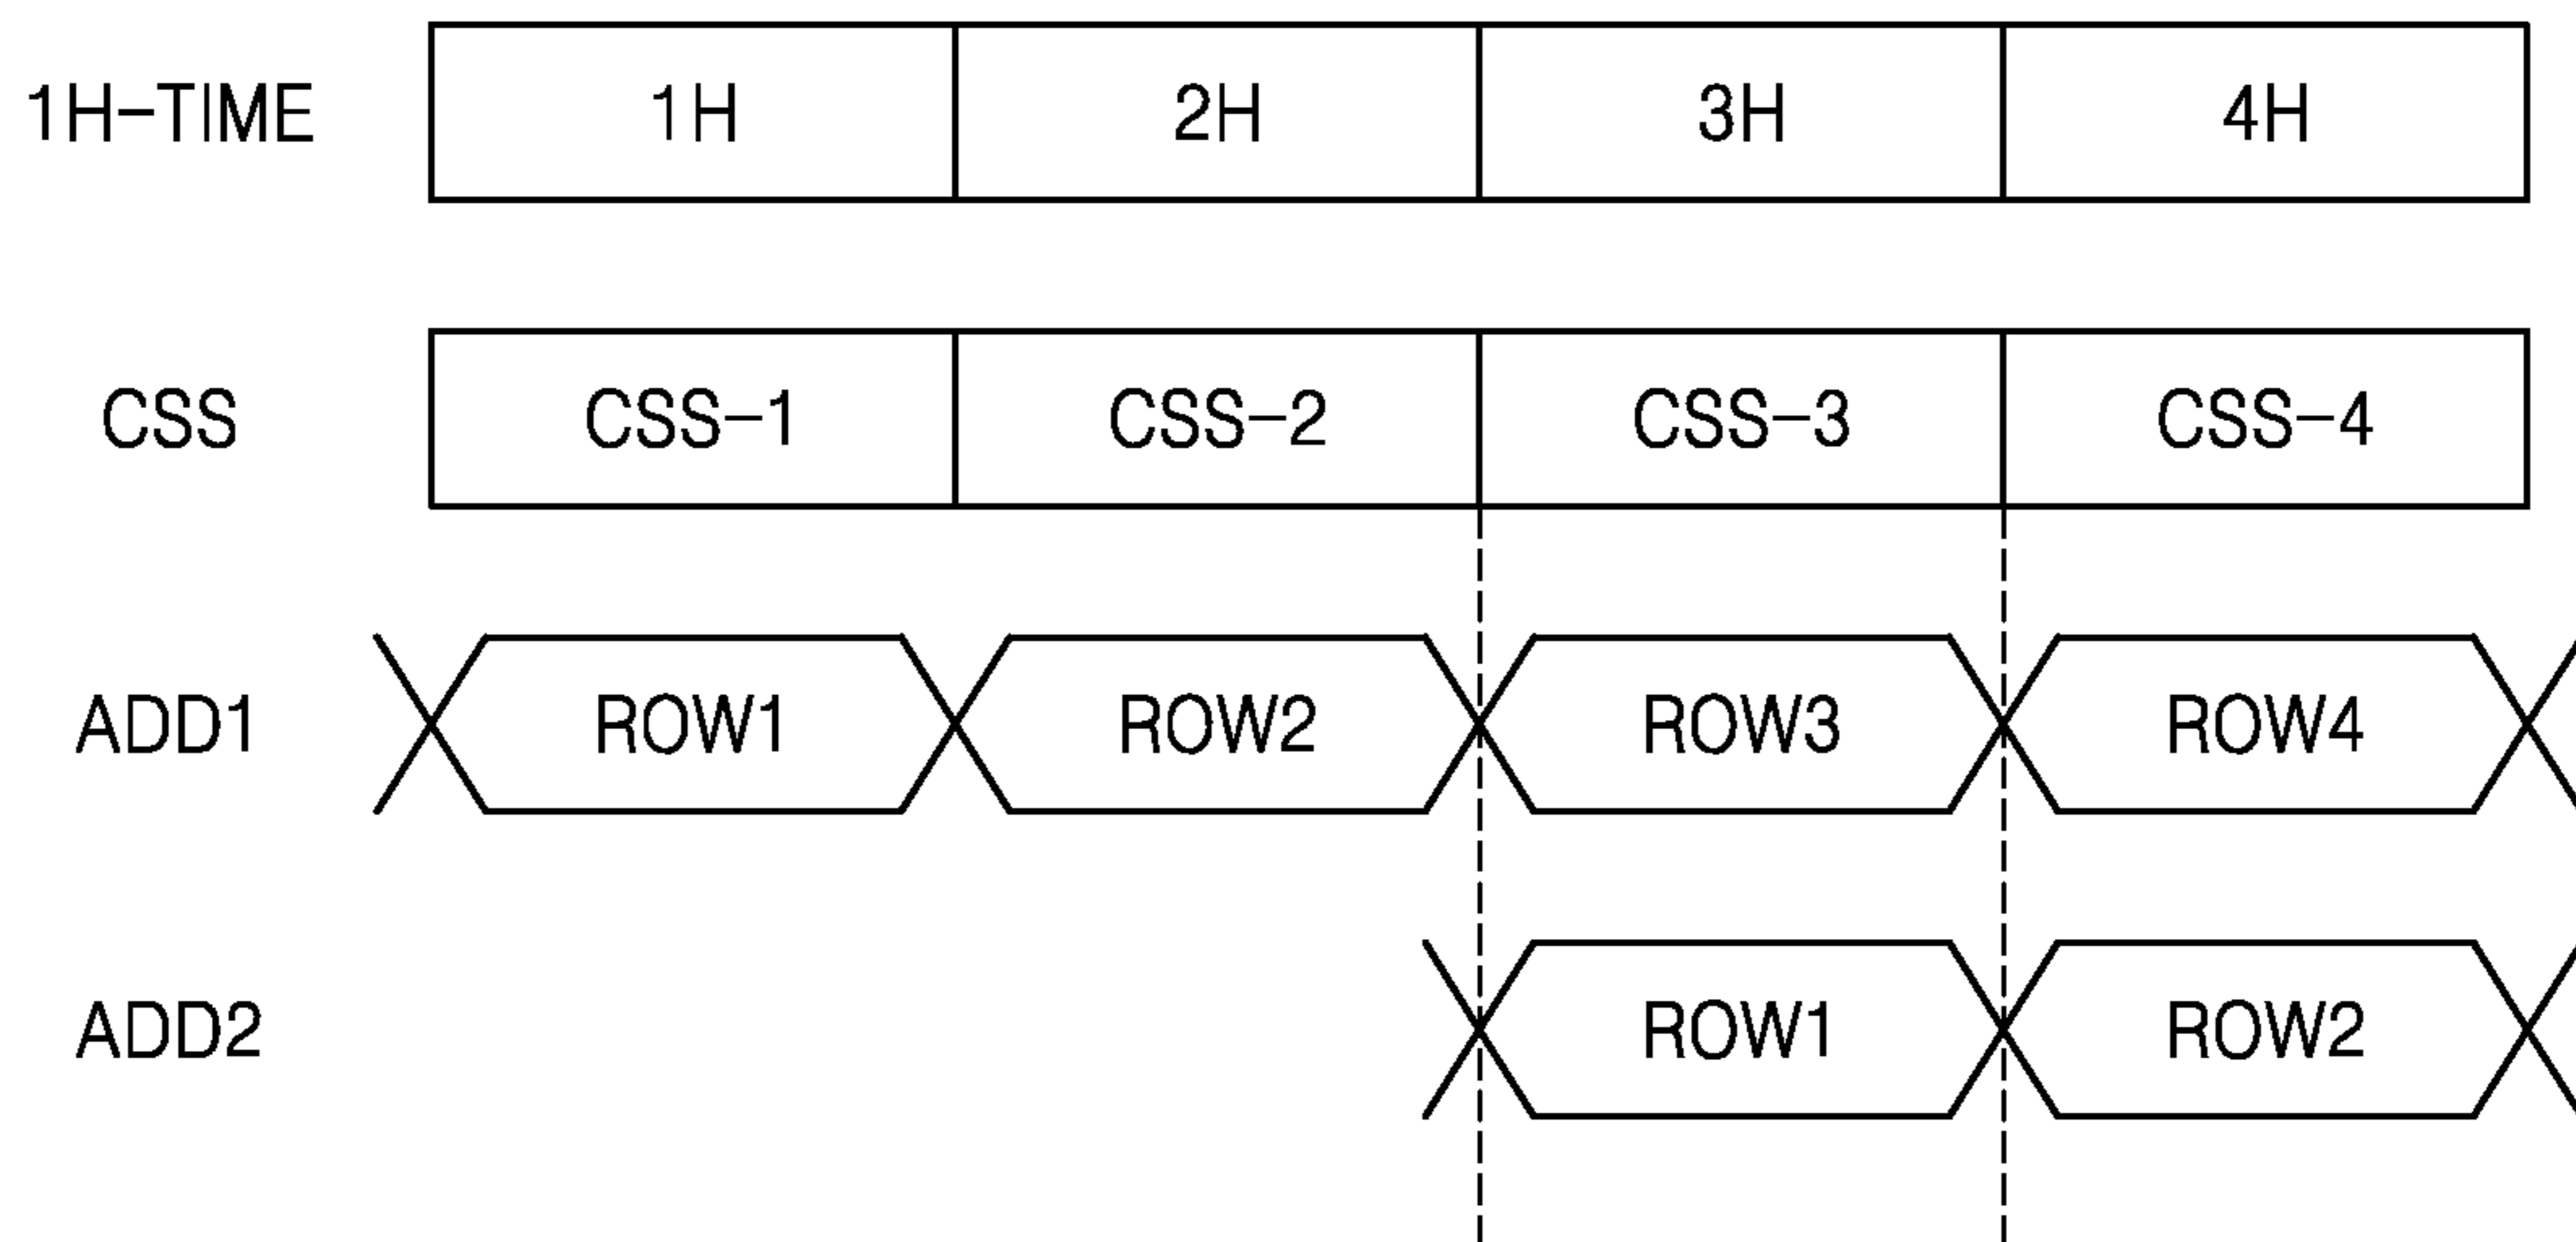 1H-TIME 1H 2H 3H 4H
CSS CSS-1 CSS-2 CSS-3 CSS-4
ADD1 ROW1 ROW2 ROW3 ROW4
ADD2 ROW1 ROW2